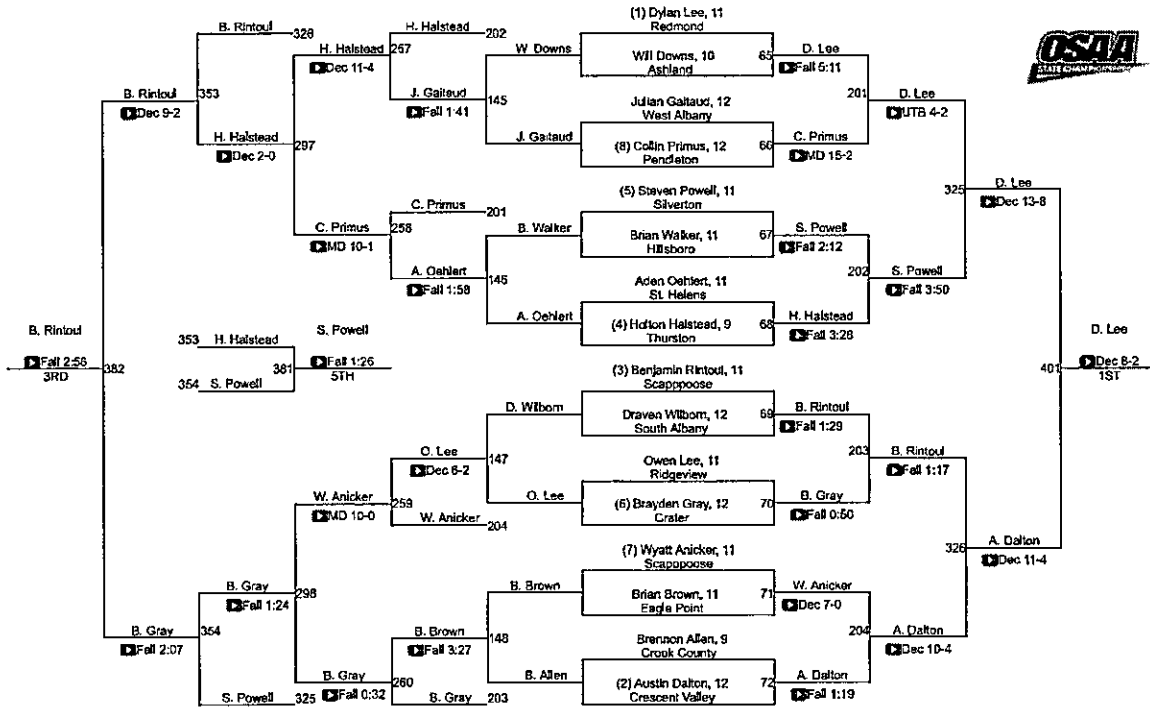 OSAA
STATE CHAMPIONSHIPS
(1) Dylan Lee, 11
Redmond
Will Downs, 10
Ashland
65
D. Lee
Fall 5:11
Julian Gaitaud, 12
West Albany
(8) Collin Primus, 12
Pendleton
66
C. Primus
MD 15-2
201
D. Lee
UTB 4-2
(5) Steven Powell, 11
Silverton
Brian Walker, 11
Hillsboro
67
S. Powell
Fall 2:12
Aden Oehlert, 11
St. Helens
(4) Holton Halstead, 9
Thurston
68
H. Halstead
Fall 3:28
202
S. Powell
Fall 3:50
325
D. Lee
Dec 13-8
(3) Benjamin Rintoul, 11
Scapppoose
Draven Wilborn, 12
South Albany
69
B. Rintoul
Fall 1:29
Owen Lee, 11
Ridgeview
(6) Brayden Gray, 12
Crater
70
B. Gray
Fall 0:50
203
B. Rintoul
Fall 1:17
(7) Wyatt Anicker, 11
Scapppoose
Brian Brown, 11
Eagle Point
71
W. Anicker
Dec 7-0
Brennon Allen, 9
Crook County
(2) Austin Dalton, 12
Crescent Valley
72
A. Dalton
Fall 1:19
204
A. Dalton
Dec 10-4
326
A. Dalton
Dec 11-4
401
D. Lee
Dec 8-2
1ST
W. Downs
J. Gaitaud
145
H. Halstead 202
J. Gaitaud
Fall 1:41
257
H. Halstead
Dec 11-4
B. Walker
A. Oehlert
146
C. Primus 201
A. Oehlert
Fall 1:58
258
C. Primus
MD 10-1
297
B. Rintoul 326
H. Halstead
Dec 2-0
353
B. Rintoul
Dec 9-2
D. Wilborn
O. Lee
147
O. Lee
Dec 6-2
W. Anicker 204
259
W. Anicker
MD 10-0
B. Brown
B. Allen
148
B. Brown
Fall 3:27
B. Gray 203
260
B. Gray
Fall 0:32
298
B. Gray
Fall 1:24
S. Powell 325
354
B. Gray
Fall 2:07
382
B. Rintoul
Fall 2:56
3RD
353 H. Halstead
354 S. Powell
381
S. Powell
Fall 1:26
5TH